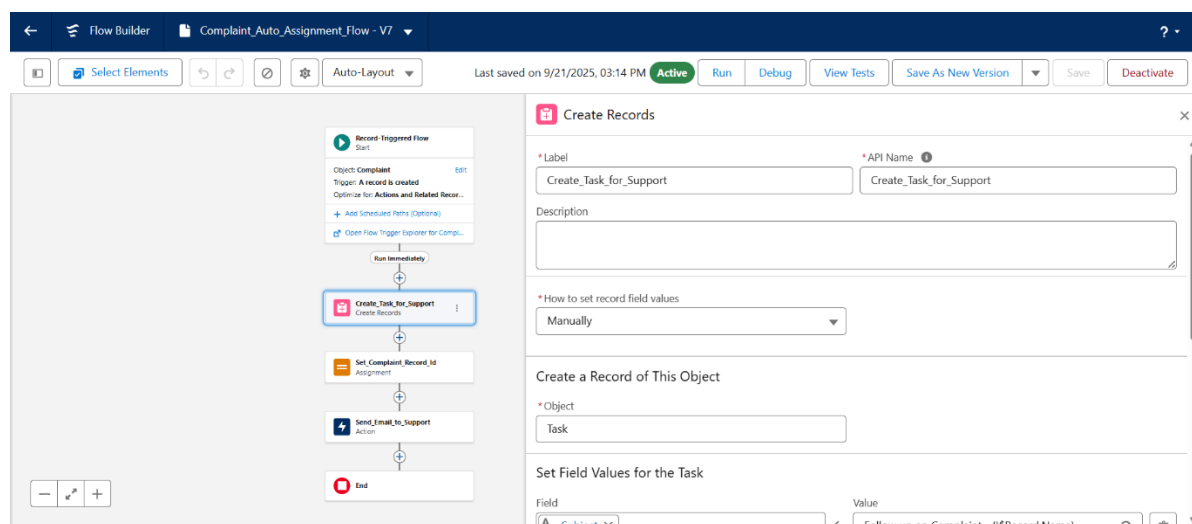 Flow Builder
Complaint_Auto_Assignment_Flow - V7
?
Select Elements
Auto-Layout
Last saved on 9/21/2025, 03:14 PM
Active
Run
Debug
View Tests
Save As New Version
Save
Deactivate
Record-Triggered Flow
Start
Object: Complaint
Edit
Trigger: A record is created
Optimize for: Actions and Related Recor...
+ Add Scheduled Paths (Optional)
Open Flow Trigger Explorer for Compl...
Run Immediately
Create_Task_for_Support
Create Records
Set_Complaint_Record_Id
Assignment
Send_Email_to_Support
Action
End
Create Records
*Label
*API Name
Create_Task_for_Support
Create_Task_for_Support
Description
*How to set record field values
Manually
Create a Record of This Object
*Object
Task
Set Field Values for the Task
Field
Value
Subject